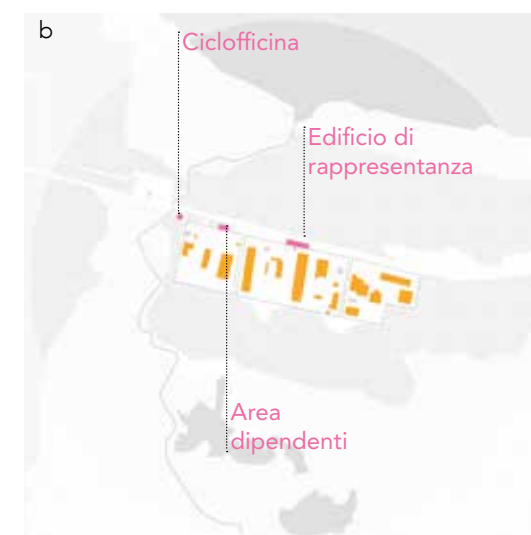 b
Ciclofficina
Edificio di
rappresentanza
Area
dipendenti